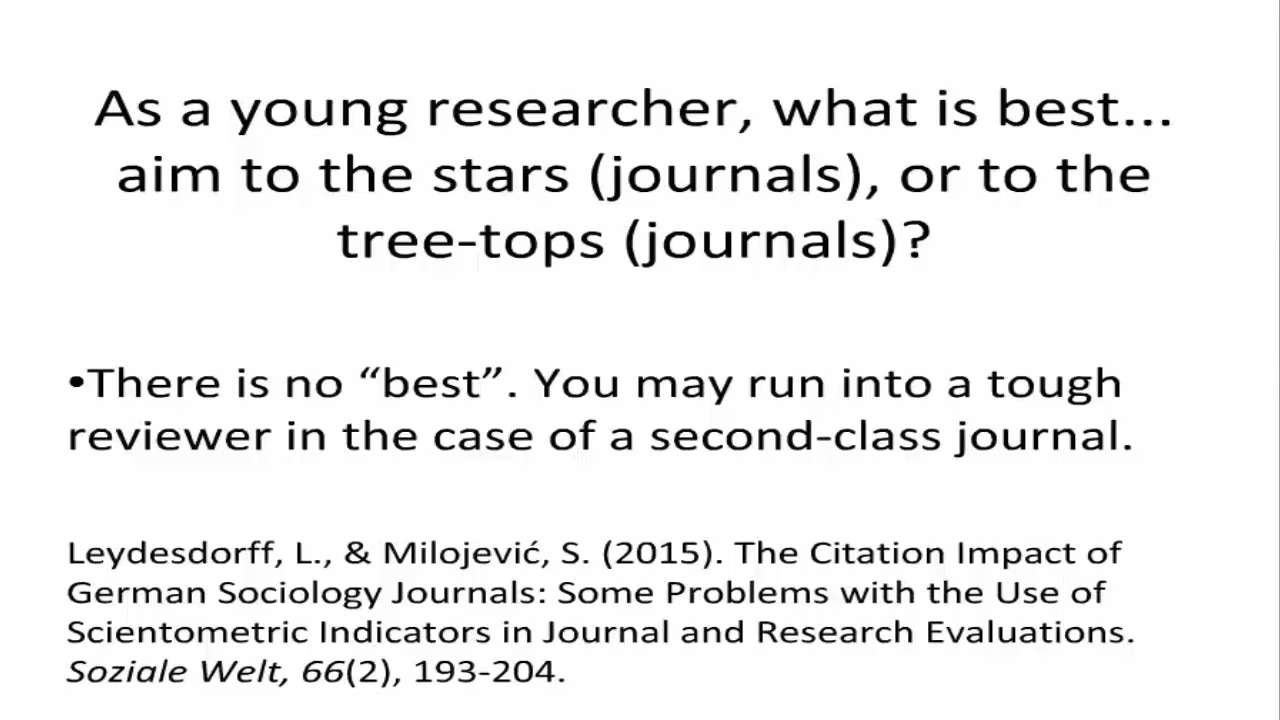 As a young researcher, what is best...
aim to the stars (journals), or to the
tree-tops (journals)?
•There is no “best”. You may run into a tough
reviewer in the case of a second-class journal.
Leydesdorff, L., & Milojević, S. (2015). The Citation Impact of
German Sociology Journals: Some Problems with the Use of
Scientometric Indicators in Journal and Research Evaluations.
Soziale Welt, 66(2), 193-204.